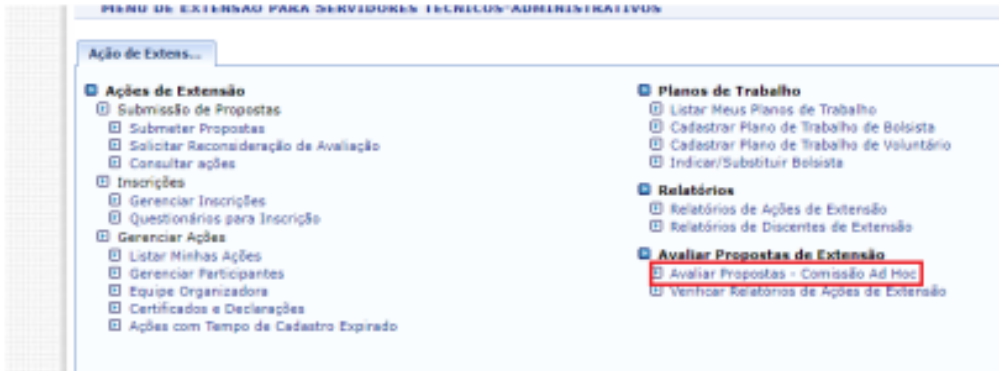 MENU DE EXTENSÃO PARA SERVIDORES TÉCNICOS-ADMINISTRATIVOS
Ação de Extens...
Ações de Extensão
Submissão de Propostas
Submeter Propostas
Solicitar Reconsideração de Avaliação
Consultar ações
Inscrições
Gerenciar Inscrições
Questionários para Inscrição
Gerenciar Ações
Listar Minhas Ações
Gerenciar Participantes
Equipe Organizadora
Certificados e Declarações
Ações com Tempo de Cadastro Expirado
Planos de Trabalho
Listar Meus Planos de Trabalho
Cadastrar Plano de Trabalho de Bolsista
Cadastrar Plano de Trabalho de Voluntário
Indicar/Substituir Bolsista
Relatórios
Relatórios de Ações de Extensão
Relatórios de Discentes de Extensão
Avaliar Propostas de Extensão
Avaliar Propostas - Comissão Ad Hoc
Verificar Relatórios de Ações de Extensão